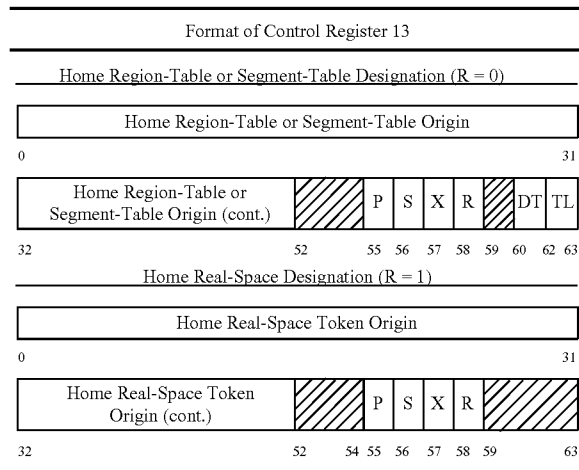 Format of Control Register 13
Home Region-Table or Segment-Table Designation (R = 0)
Home Region-Table or Segment-Table Origin
0 31
Home Region-Table or
Segment-Table Origin (cont.)
P S X R DT TL
32 52 55 56 57 58 59 60 62 63
Home Real-Space Designation (R = 1)
Home Real-Space Token Origin
0 31
Home Real-Space Token
Origin (cont.)
P S X R
32 52 54 55 56 57 58 59 63